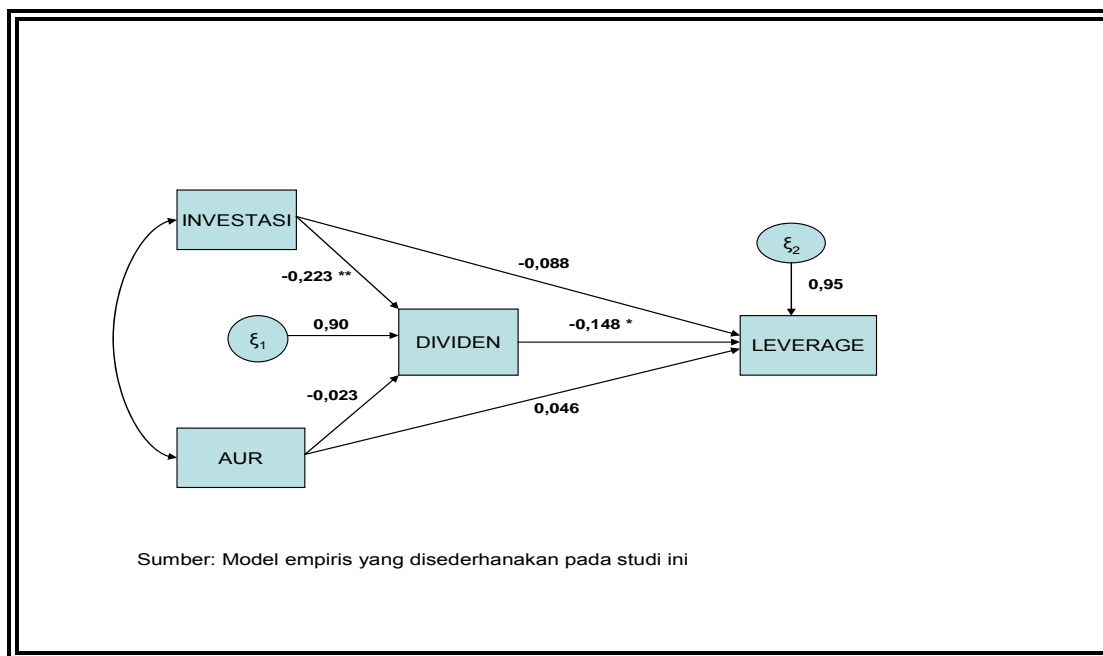 INVESTASI
ξ2
-0,088
-0,223 **
0,95
0,90
-0,148 *
ξ1
DIVIDEN
LEVERAGE
-0,023
0,046
AUR
Sumber: Model empiris yang disederhanakan pada studi ini